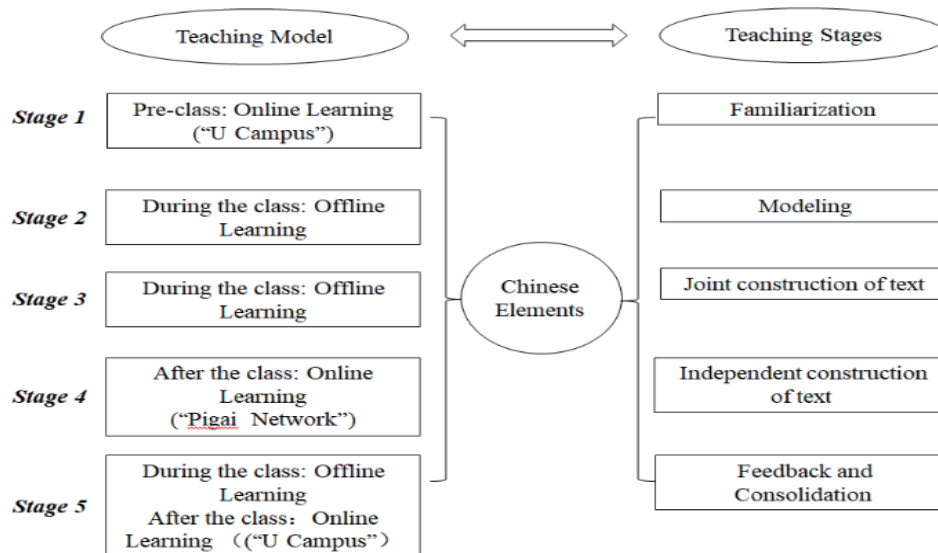 Teaching Model
Teaching Stages
Stage 1
Pre-class: Online Learning
(“U Campus”)
Familiarization
Stage 2
During the class: Offline
Learning
Modeling
Stage 3
During the class: Offline
Learning
Chinese
Elements
Joint construction of text
Stage 4
After the class: Online
Learning
(“Pigai Network”)
Independent construction
of text
Stage 5
During the class: Offline
Learning
After the class：Online
Learning（(“U Campus”）
Feedback and
Consolidation